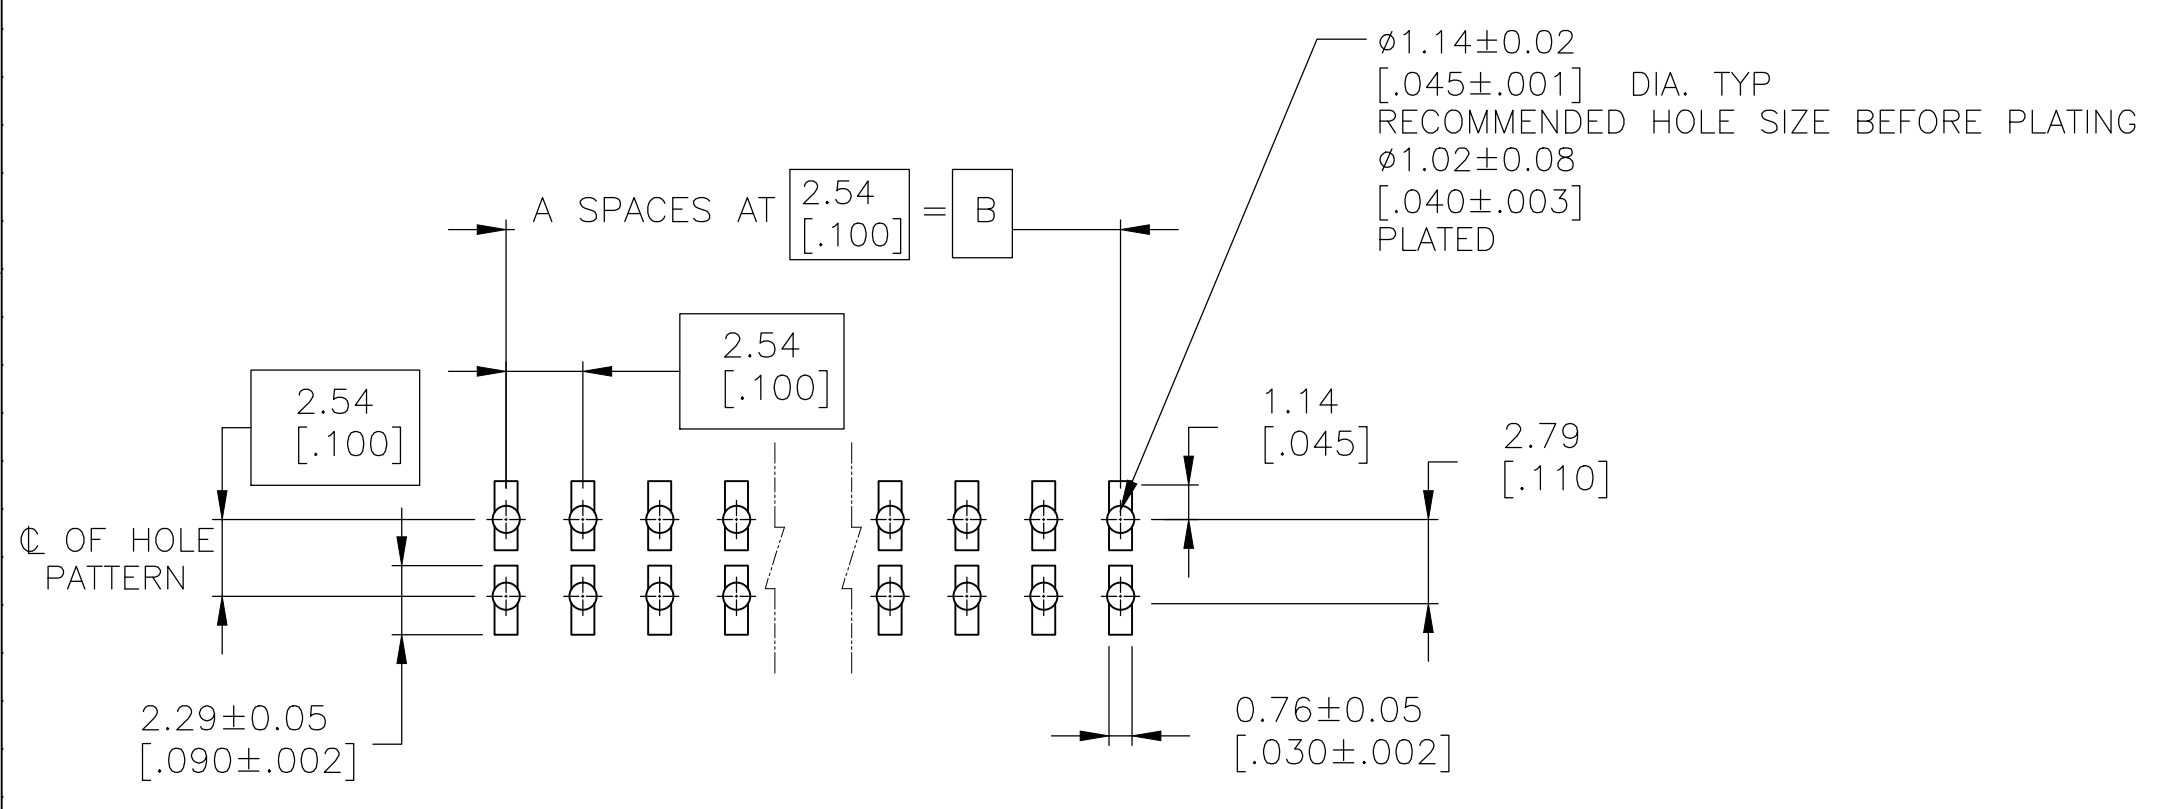 ⌀1.14±0.02
[.045±.001] DIA. TYP
RECOMMENDED HOLE SIZE BEFORE PLATING
⌀1.02±0.08
[.040±.003]
PLATED
A SPACES AT 2.54 [.100] = B
2.54
[.100]
2.54
[.100]
1.14
[.045]
2.79
[.110]
℄ OF HOLE
PATTERN
2.29±0.05
[.090±.002]
0.76±0.05
[.030±.002]